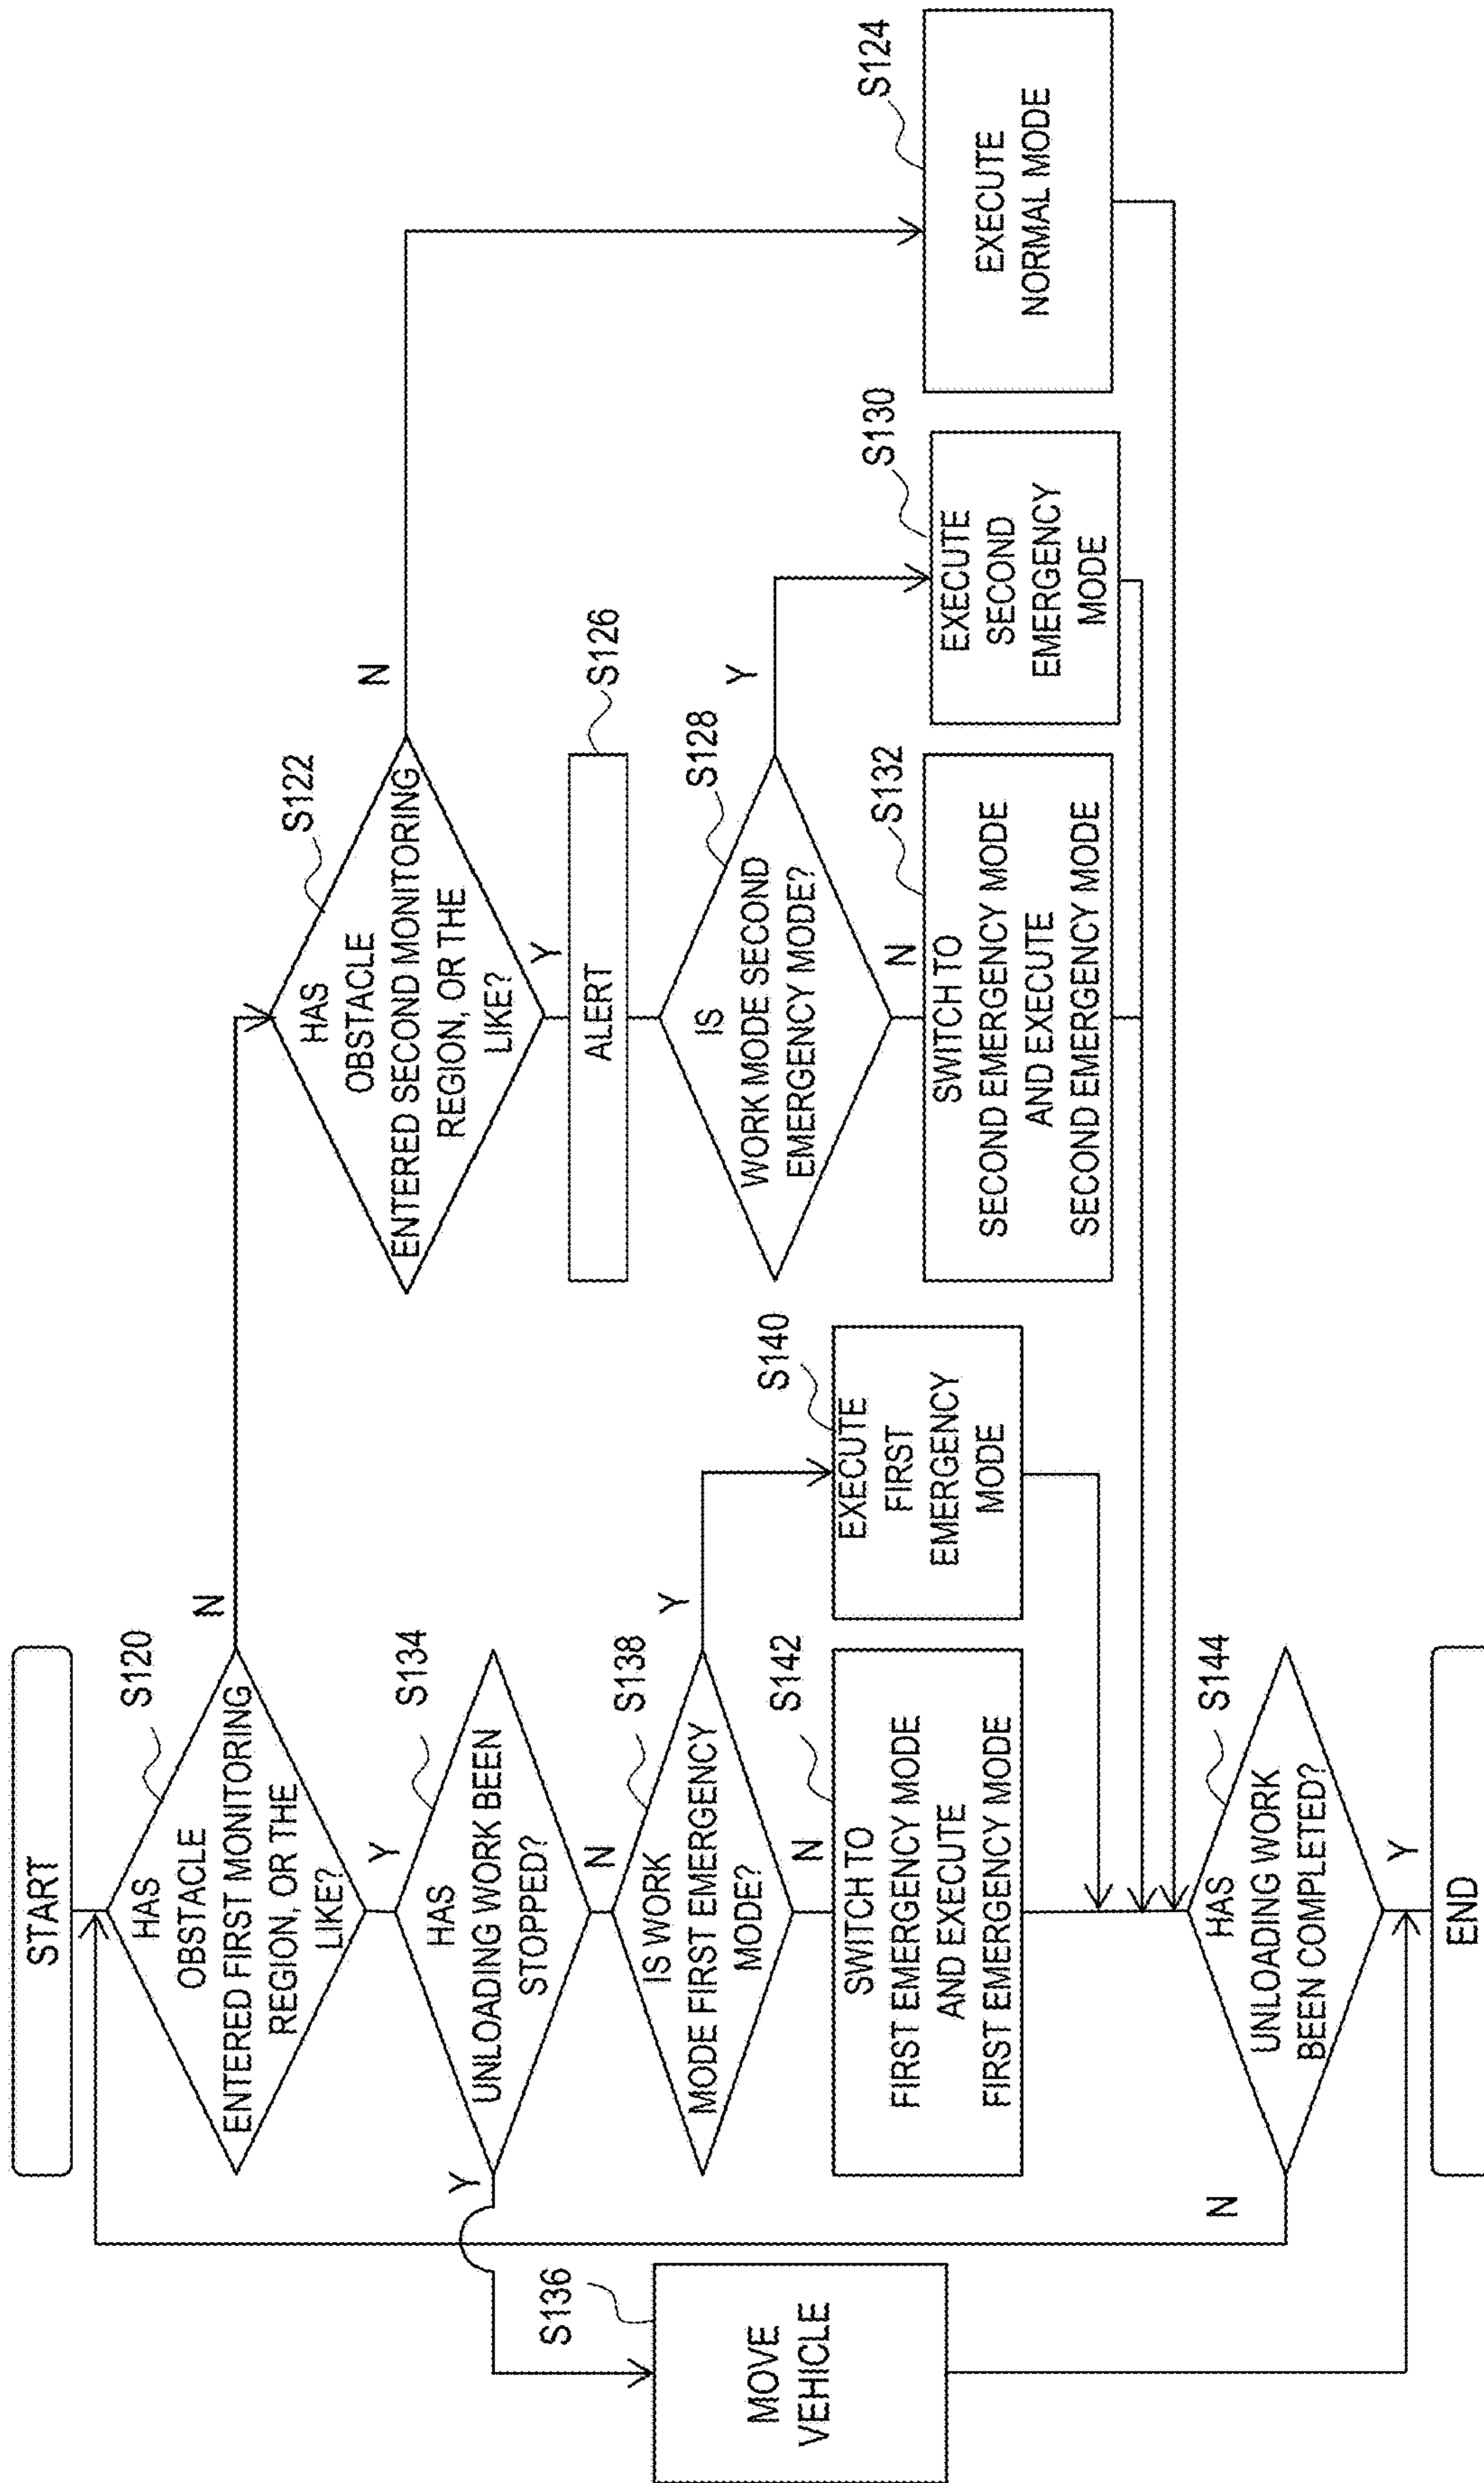 START
S120
HAS
OBSTACLE
ENTERED FIRST MONITORING
REGION, OR THE
LIKE?
N
Y
S122
HAS
OBSTACLE
ENTERED SECOND MONITORING
REGION, OR THE
LIKE?
N
Y
S134
HAS
UNLOADING WORK BEEN
STOPPED?
Y
N
S126
ALERT
S136
MOVE
VEHICLE
S138
IS WORK
MODE FIRST EMERGENCY
MODE?
Y
N
S128
IS
WORK MODE SECOND
EMERGENCY MODE?
Y
N
S142
SWITCH TO
FIRST EMERGENCY MODE
AND EXECUTE
FIRST EMERGENCY MODE
S140
EXECUTE
FIRST
EMERGENCY
MODE
S132
SWITCH TO
SECOND EMERGENCY MODE
AND EXECUTE
SECOND EMERGENCY MODE
S130
EXECUTE
SECOND
EMERGENCY
MODE
S124
EXECUTE
NORMAL MODE
S144
HAS
UNLOADING WORK
BEEN COMPLETED?
N
Y
END